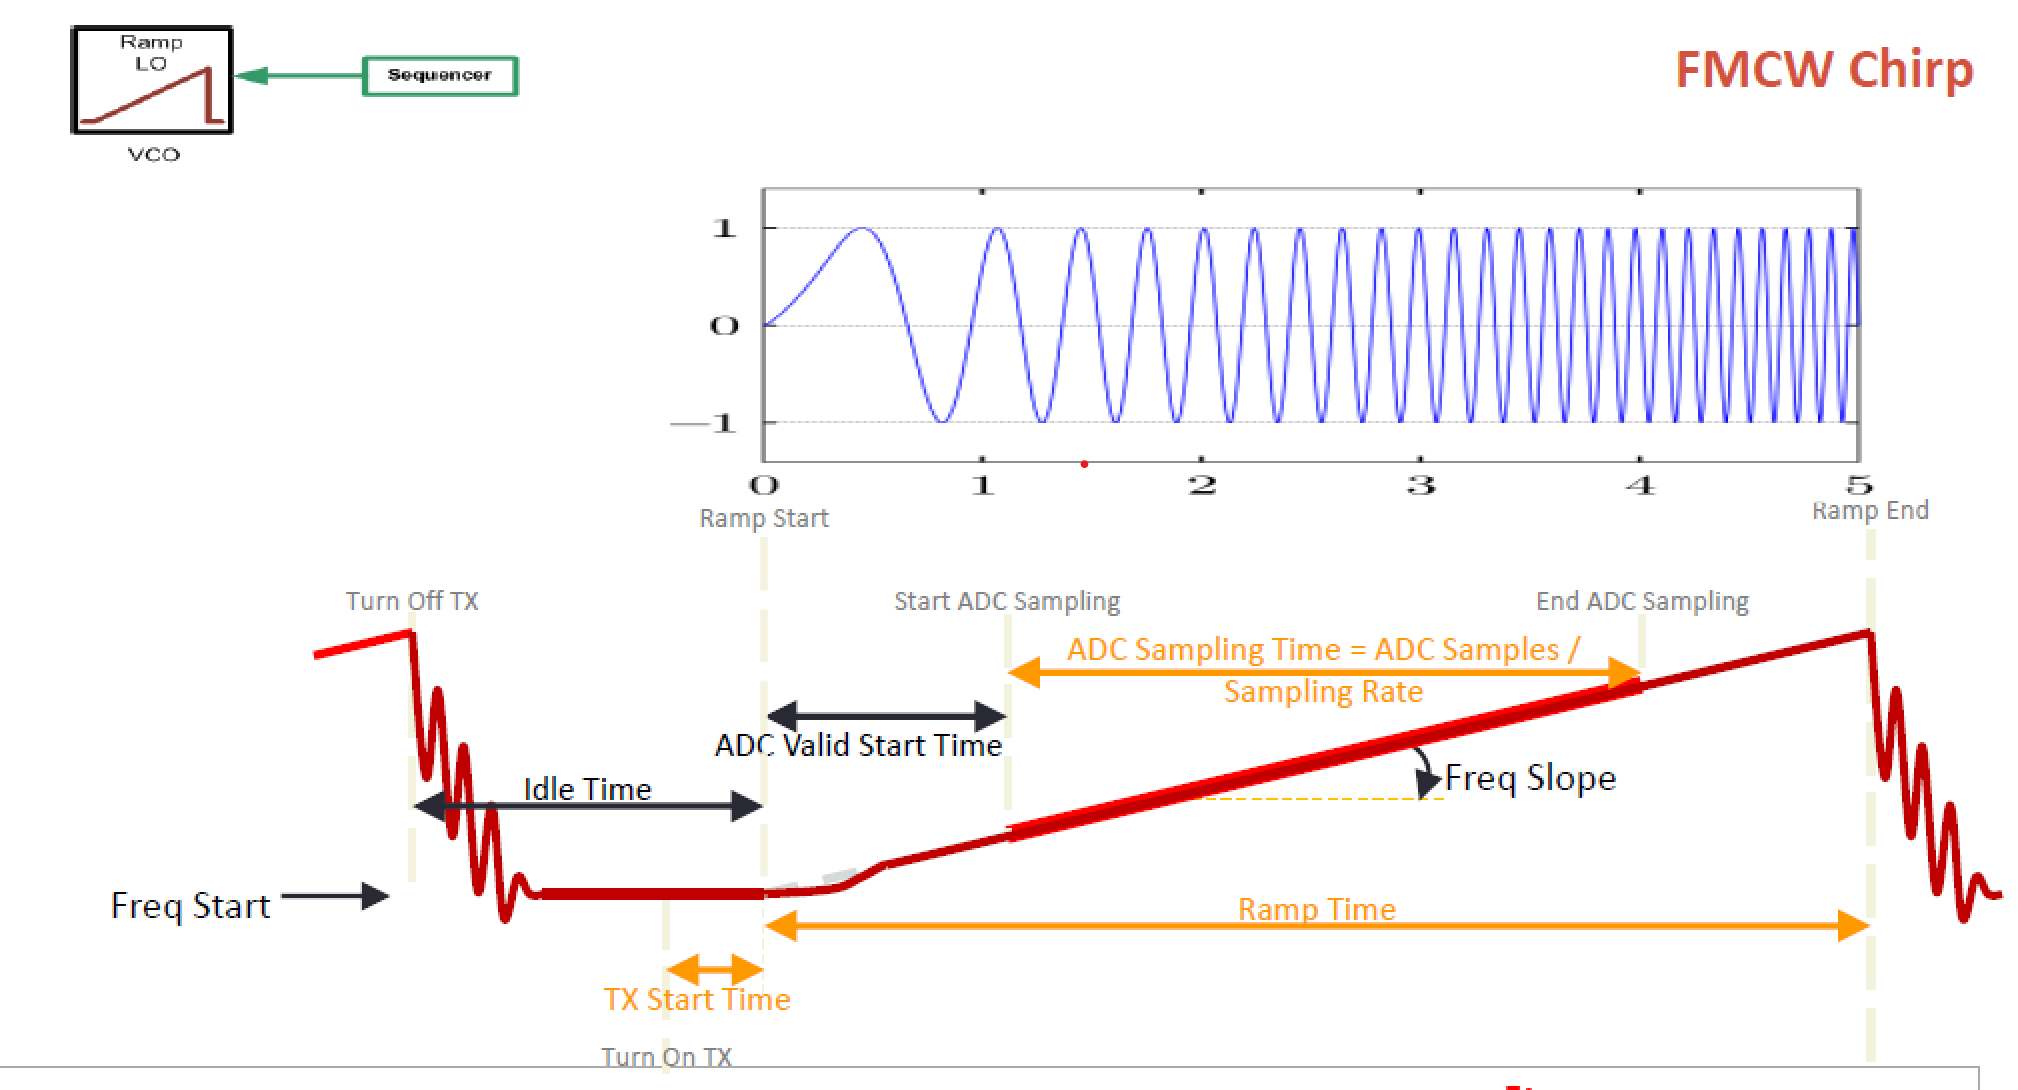 Ramp
LO
Sequencer
VCO
FMCW Chirp
1
0
—1
0 1 2 3 4 5
Ramp Start
Ramp End
Turn Off TX
Start ADC Sampling
End ADC Sampling
ADC Sampling Time = ADC Samples /
Sampling Rate
ADC Valid Start Time
Idle Time
Freq Slope
Freq Start
Ramp Time
TX Start Time
Turn On TX